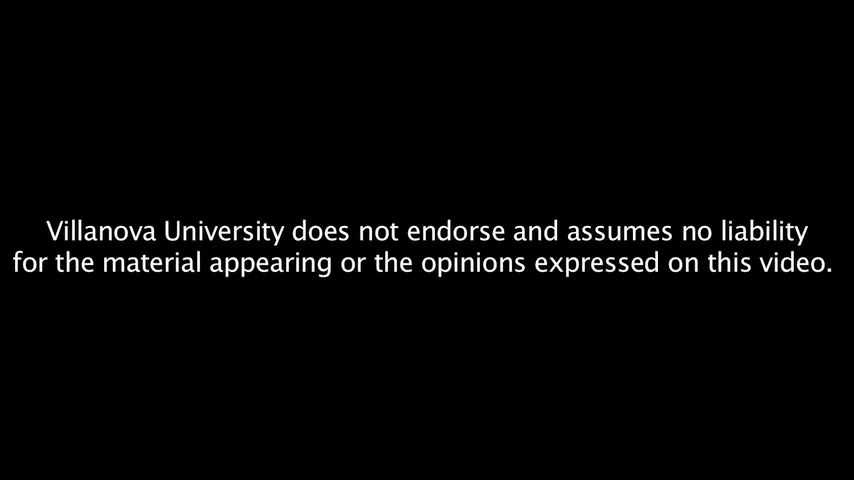 Villanova University does not endorse and assumes no liability
for the material appearing or the opinions expressed on this video.